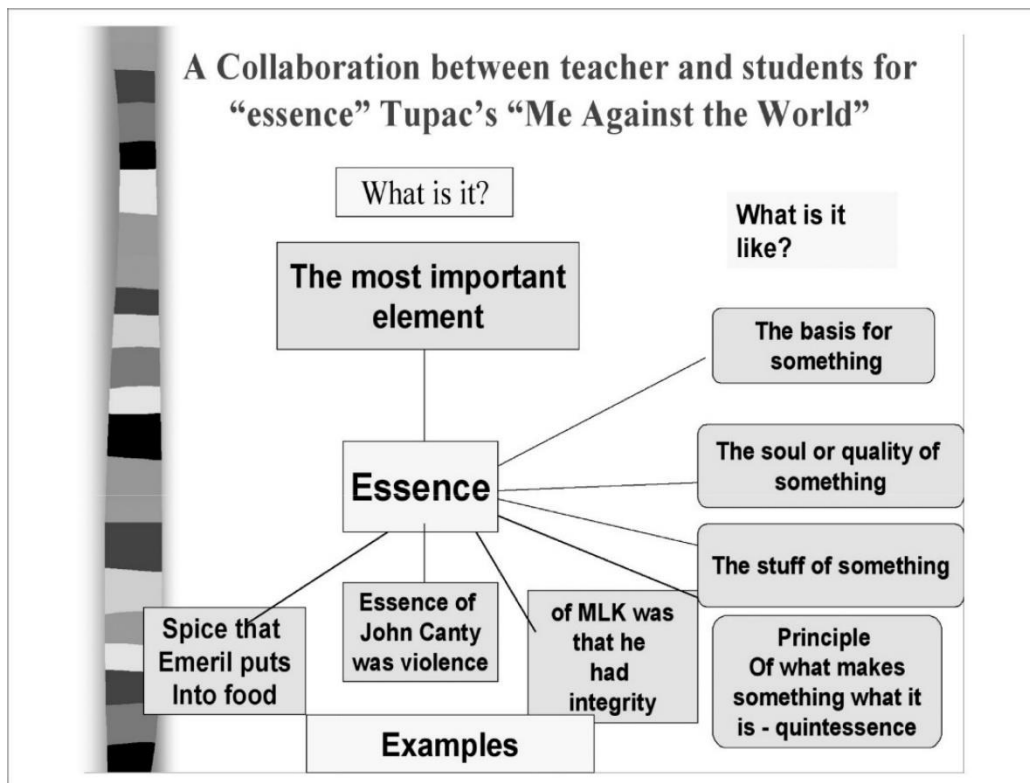 A Collaboration between teacher and students for
“essence” Tupac’s “Me Against the World”
What is it?
What is it
like?
The most important
element
The basis for
something
Essence
The soul or quality of
something
The stuff of something
Spice that
Emeril puts
Into food
Essence of
John Canty
was violence
of MLK was
that he
had
integrity
Principle
Of what makes
something what it
is - quintessence
Examples